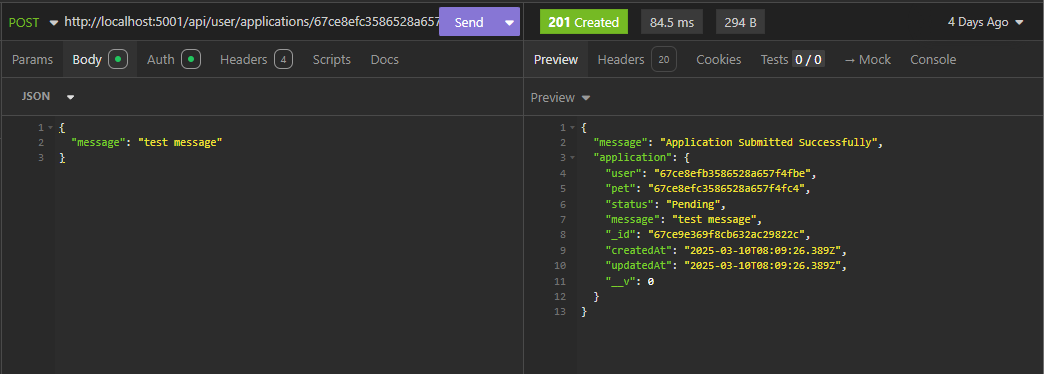 POST http://localhost:5001/api/user/applications/67ce8efc3586528a657 Send
201 Created 84.5 ms 294 B 4 Days Ago
Params Body Auth Headers 4 Scripts Docs
Preview Headers 20 Cookies Tests 0 / 0 → Mock Console
JSON
Preview
1 {
2 "message": "test message"
3 }
1 {
2 "message": "Application Submitted Successfully",
3 "application": {
4 "user": "67ce8efb3586528a657f4fbe",
5 "pet": "67ce8efc3586528a657f4fc4",
6 "status": "Pending",
7 "message": "test message",
8 "_id": "67ce9e369f8cb632ac29822c",
9 "createdAt": "2025-03-10T08:09:26.389Z",
10 "updatedAt": "2025-03-10T08:09:26.389Z",
11 "__v": 0
12 }
13 }